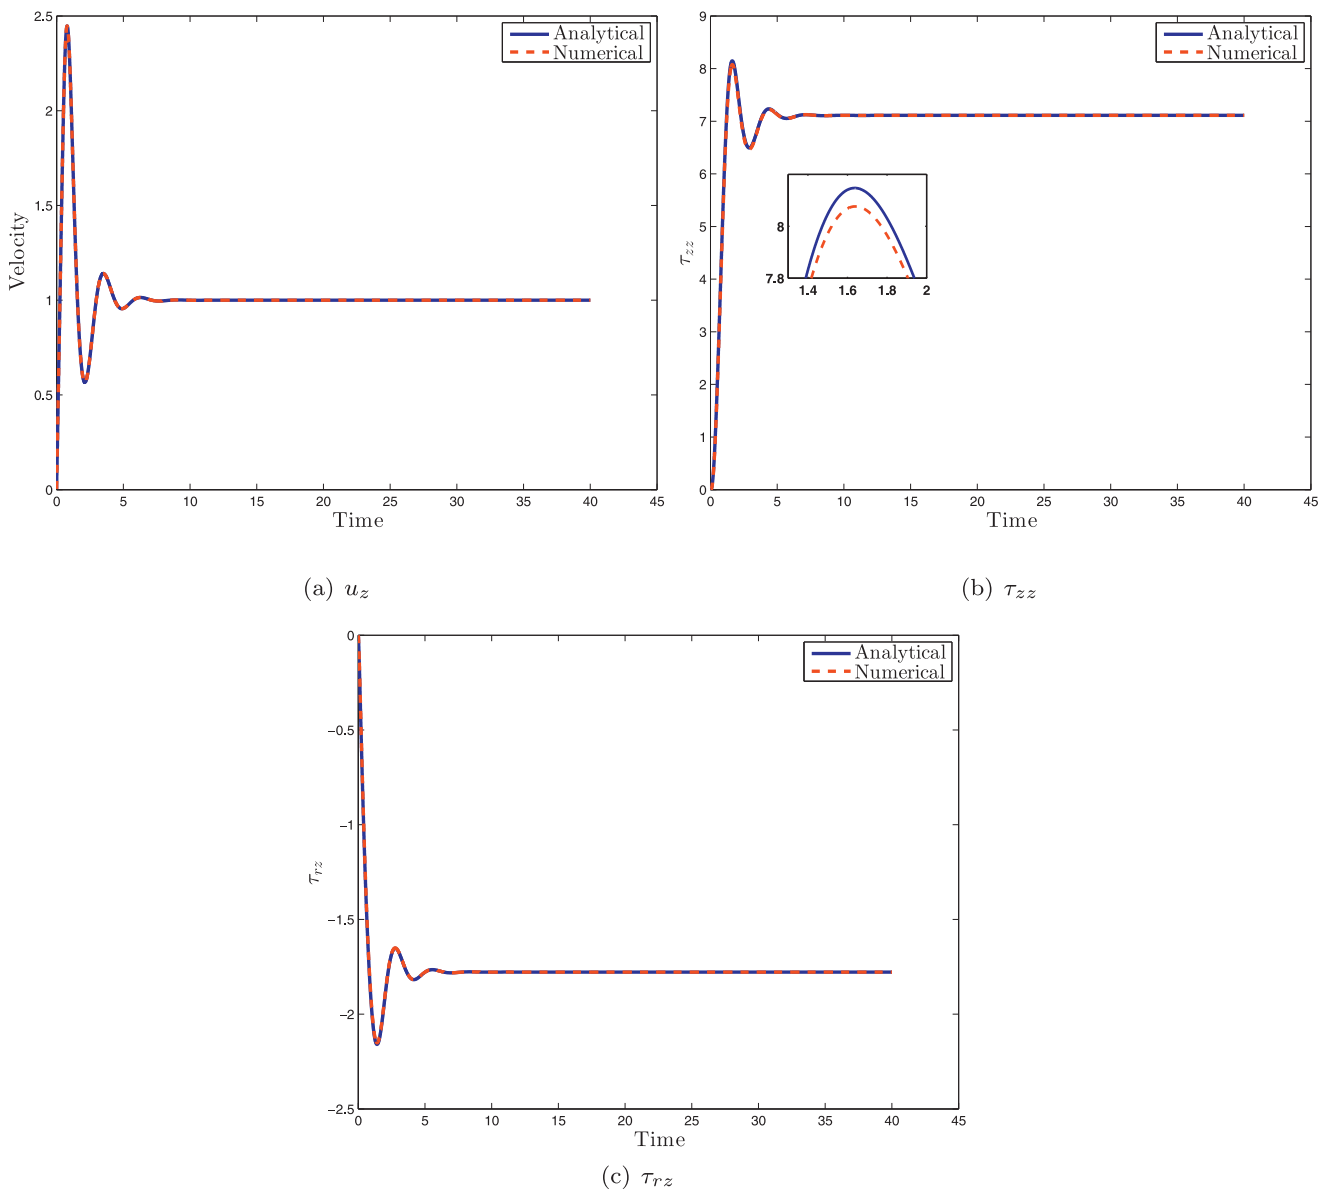 2.5
2
1.5
1
0.5
0
0 5 10 15 20 25 30 35 40 45
Velocity
Time
Analytical
Numerical
(a) u_z
9
8
7
6
5
4
3
2
1
0
0 5 10 15 20 25 30 35 40 45
τ_zz
Time
Analytical
Numerical
8
7.8
1.4 1.6 1.8 2
(b) τ_zz
0
−0.5
−1
−1.5
−2
−2.5
0 5 10 15 20 25 30 35 40 45
τ_rz
Time
Analytical
Numerical
(c) τ_rz